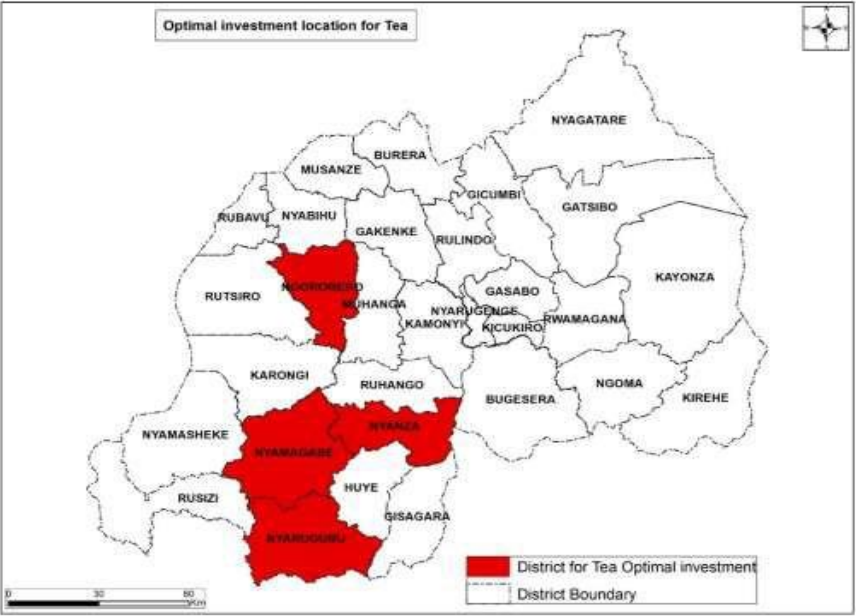 Optimal investment location for Tea
NYAGATARE
BURERA
MUSANZE
GICUMBI
GATSIBO
RUBAVU
NYABIHU
GAKENKE
RULINDO
KAYONZA
NGORORERO
GASABO
RUTSIRO
MUHANGA
NYARUGENGE
RWAMAGANA
KAMONYI
KICUKIRO
KARONGI
RUHANGO
NGOMA
BUGESERA
KIREHE
NYANZA
NYAMASHEKE
NYAMAGABE
HUYE
RUSIZI
GISAGARA
NYARUGURU
District for Tea Optimal investment
District Boundary
0 30 60
Km